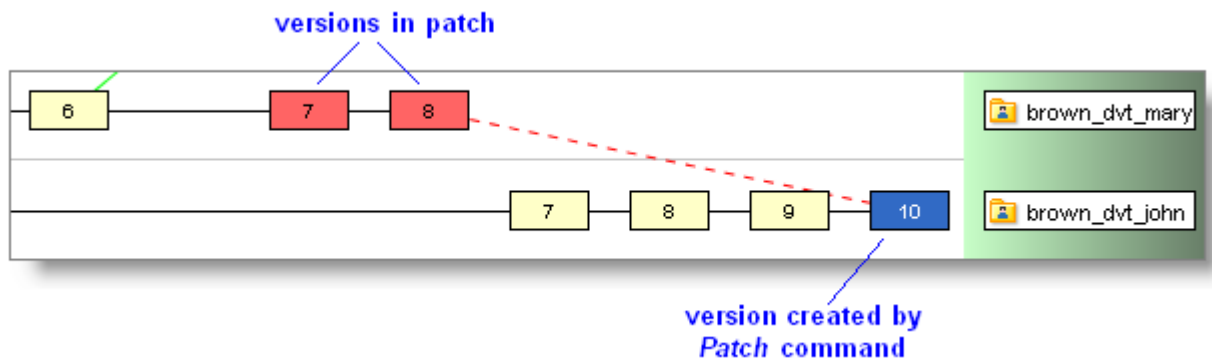 versions in patch
6 7 8 brown_dvt_mary
7 8 9 10 brown_dvt_john
version created by
Patch command